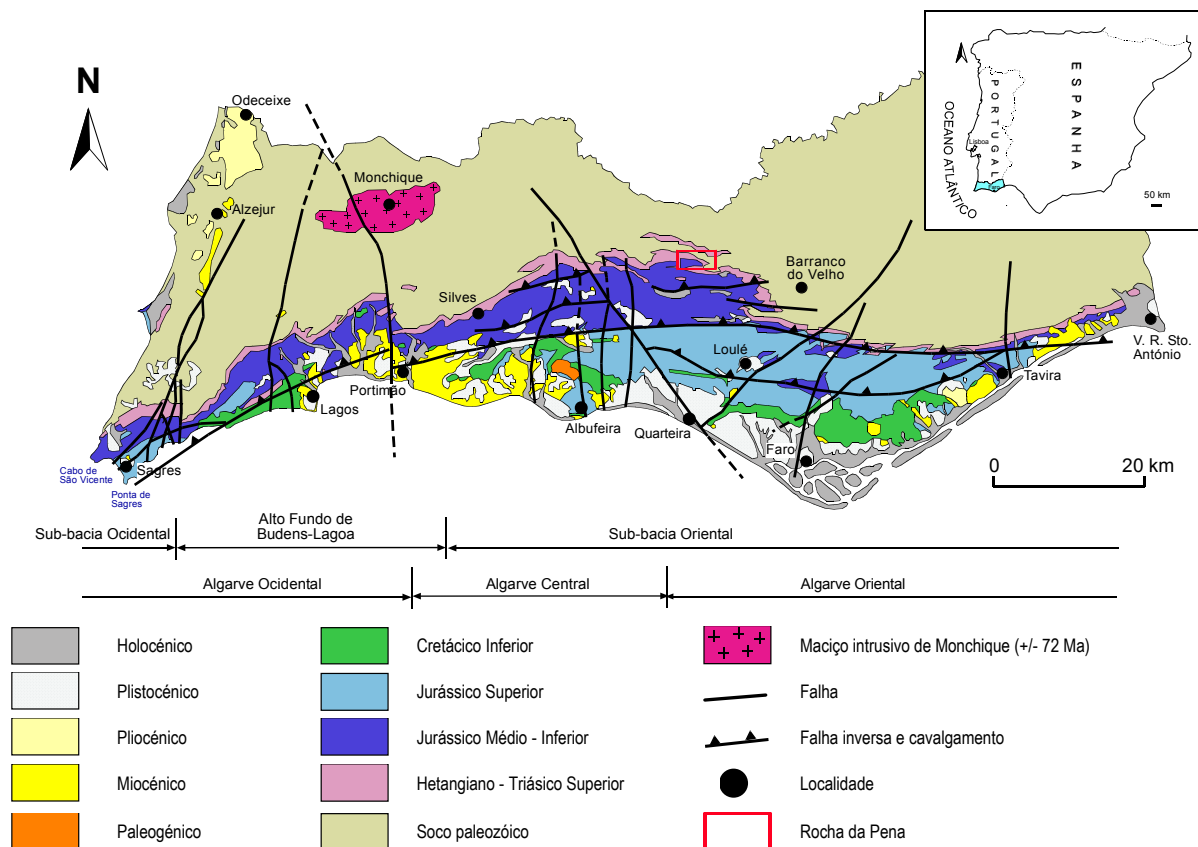 N
Odeceixe
Monchique
Alzejur
Silves
Barranco
do Velho
Loulé
V. R. Sto.
António
Tavira
Portimão
Lagos
Albufeira
Quarteira
Faro
Sagres
Cabo de
São Vicente
Ponta de
Sagres
0 20 km
OCEANO ATLÂNTICO
PORTUGAL
ESPANHA
Lisboa
Faro
50 km
Sub-bacia Ocidental
Alto Fundo de
Budens-Lagoa
Sub-bacia Oriental
Algarve Ocidental
Algarve Central
Algarve Oriental
Holocénico
Plistocénico
Pliocénico
Miocénico
Paleogénico
Cretácico Inferior
Jurássico Superior
Jurássico Médio - Inferior
Hetangiano - Triásico Superior
Soco paleozóico
Maciço intrusivo de Monchique (+/- 72 Ma)
Falha
Falha inversa e cavalgamento
Localidade
Rocha da Pena